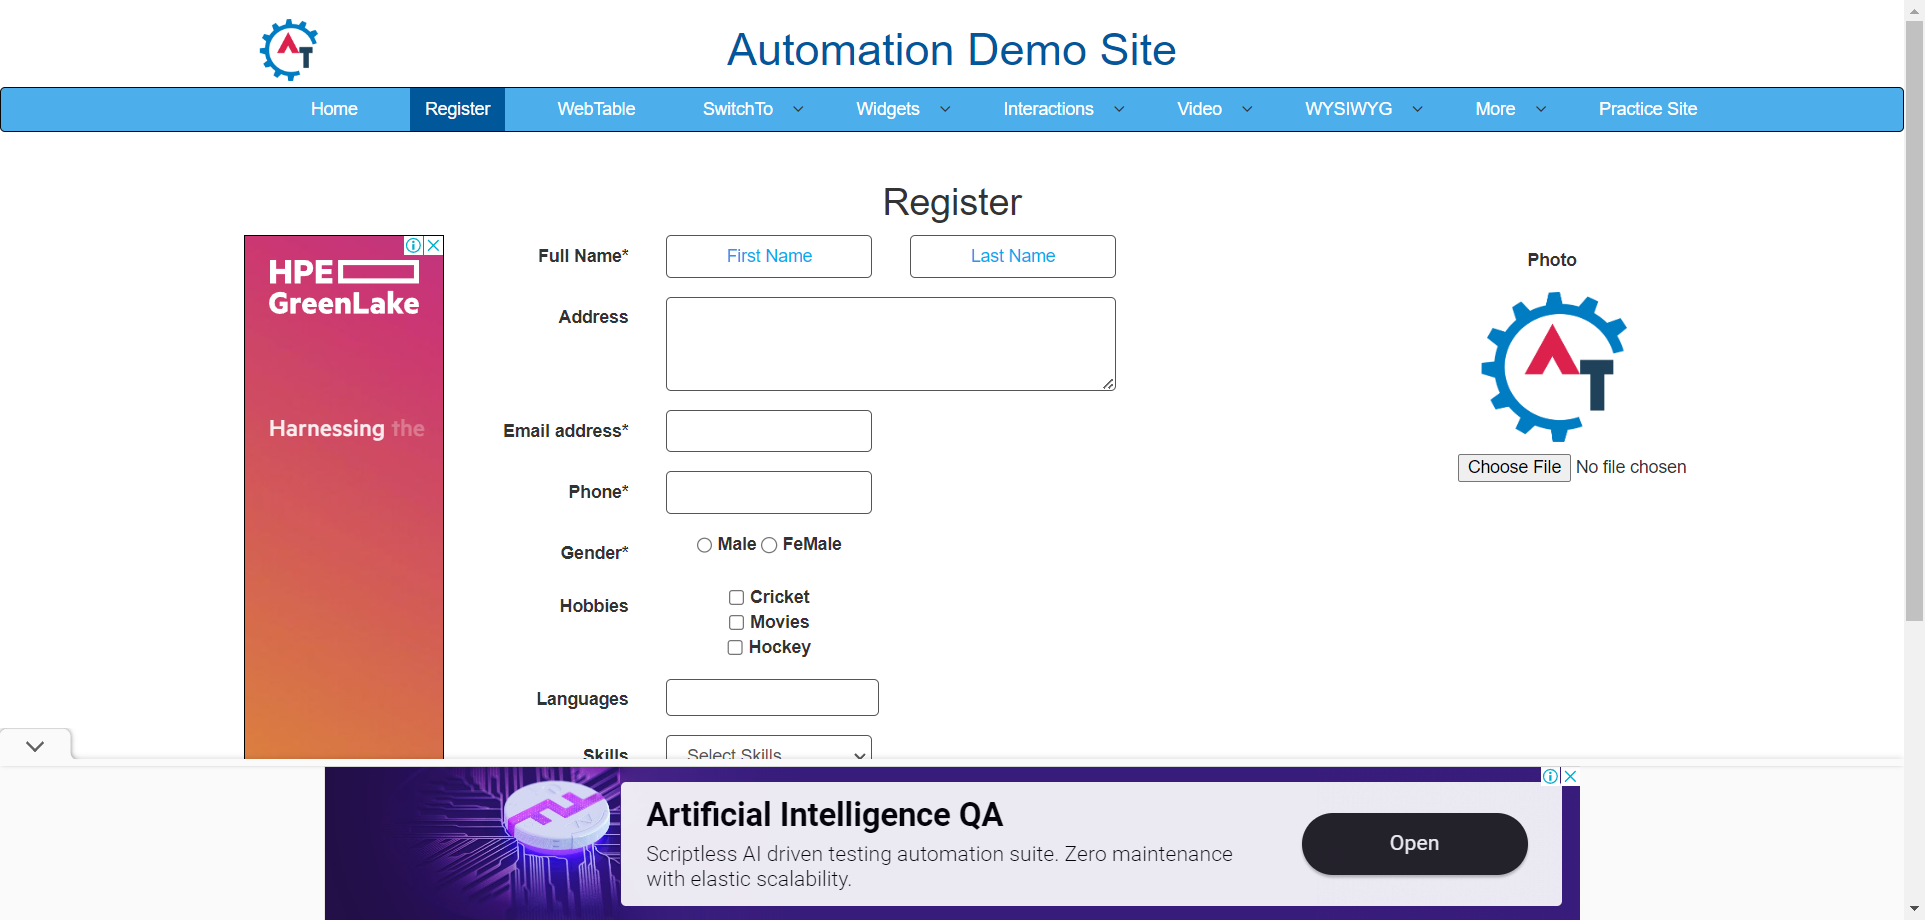 AT
Automation Demo Site
Home Register WebTable SwitchTo Widgets Interactions Video WYSIWYG More Practice Site
Register
HPE
GreenLake
Harnessing the
Full Name* First Name Last Name
Address
Email address*
Phone*
Gender* Male FeMale
Hobbies
Cricket
Movies
Hockey
Languages
Skills Select Skills
Photo
AT
Choose File No file chosen
Artificial Intelligence QA
Scriptless AI driven testing automation suite. Zero maintenance
with elastic scalability.
Open